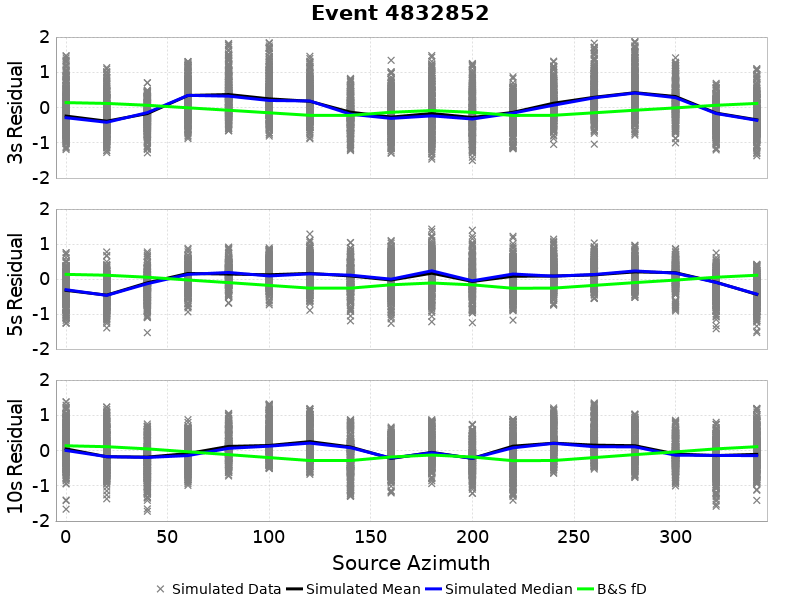 Event 4832852
3s Residual
2
1
0
-1
-2
5s Residual
2
1
0
-1
-2
10s Residual
2
1
0
-1
-2
0 50 100 150 200 250 300
Source Azimuth
Simulated Data Simulated Mean Simulated Median B&S fD